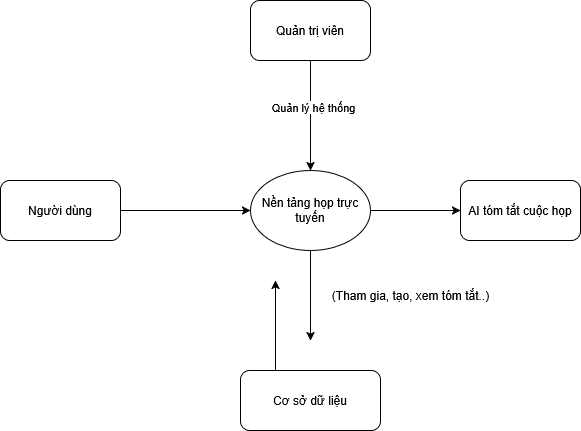 Quản trị viên
Quản lý hệ thống
Người dùng
Nền tảng họp trực
tuyến
AI tóm tắt cuộc họp
(Tham gia, tạo, xem tóm tắt..)
Cơ sở dữ liệu